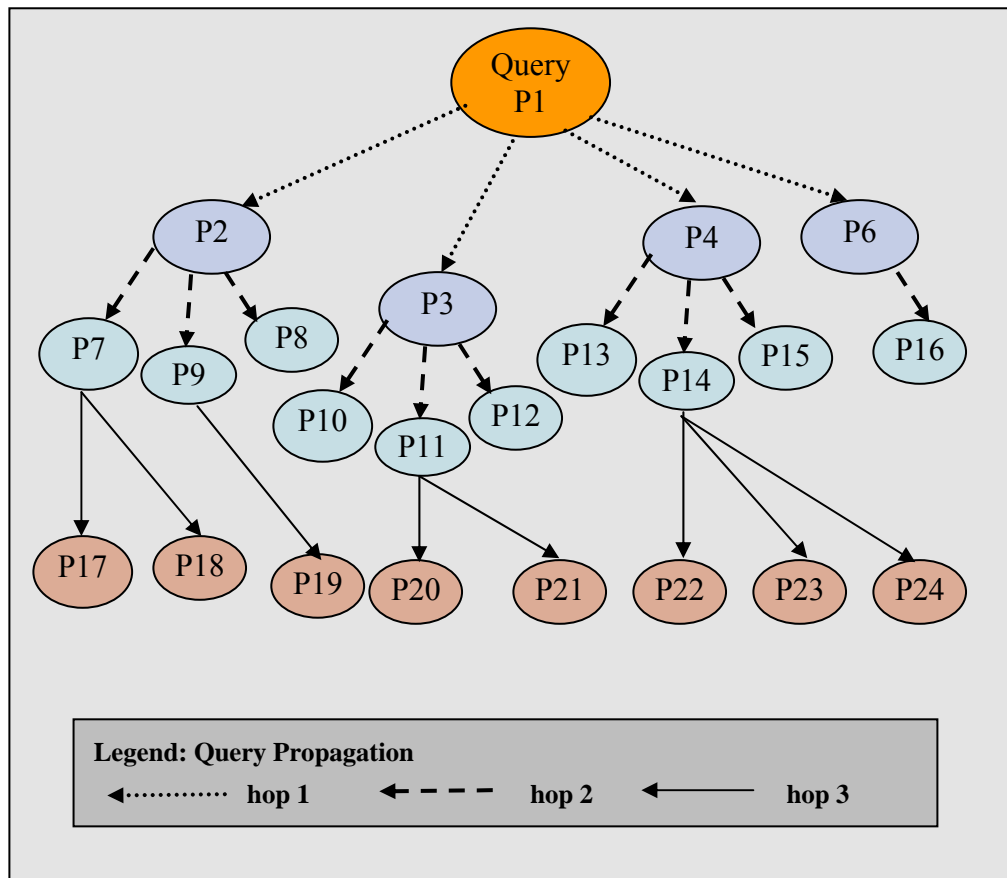 Query
P1
P2
P4
P6
P3
P7
P9
P8
P13
P14
P15
P16
P10
P11
P12
P17
P18
P19
P20
P21
P22
P23
P24
Legend: Query Propagation
hop 1
hop 2
hop 3